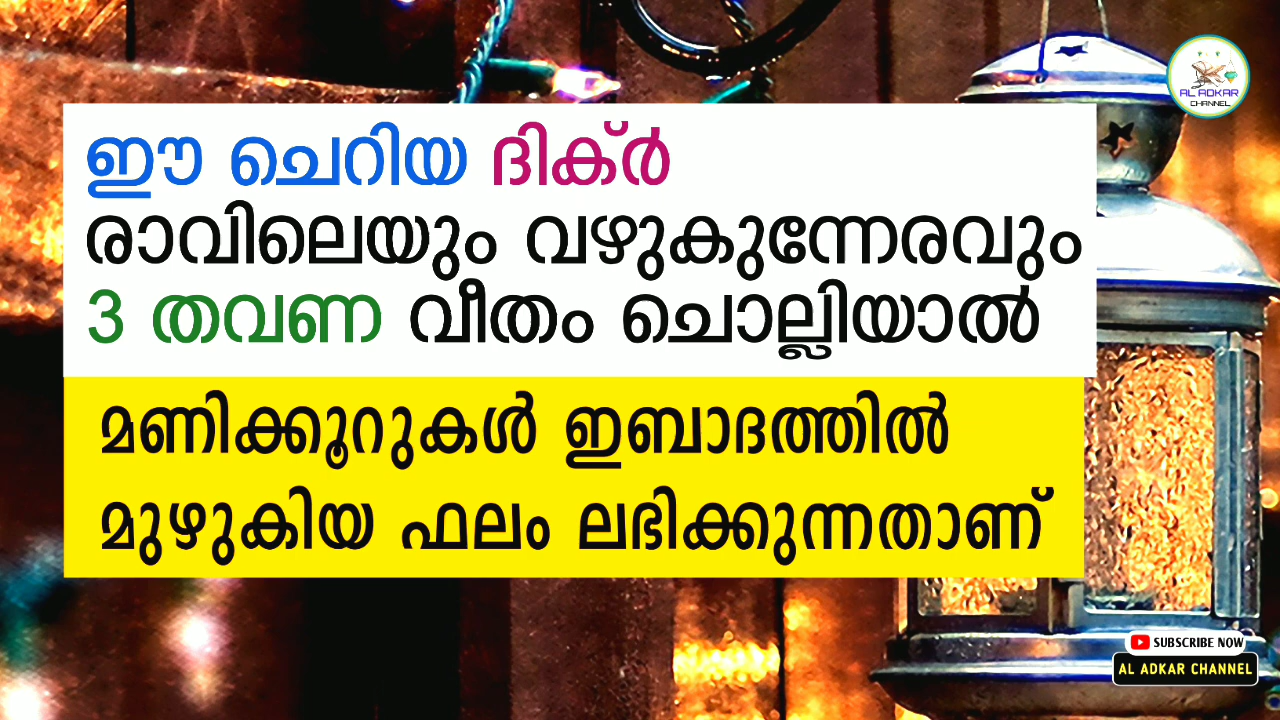 ഈ ചെറിയ ദിക്ർ
രാവിലെയും വഴുകുന്നേരവും
3 തവണ വീതം ചൊല്ലിയാൽ
മണിക്കൂറുകൾ ഇബാദത്തിൽ
മുഴുകിയ ഫലം ലഭിക്കുന്നതാണ്
AL ADKAR
CHANNEL
SUBSCRIBE NOW
AL ADKAR CHANNEL